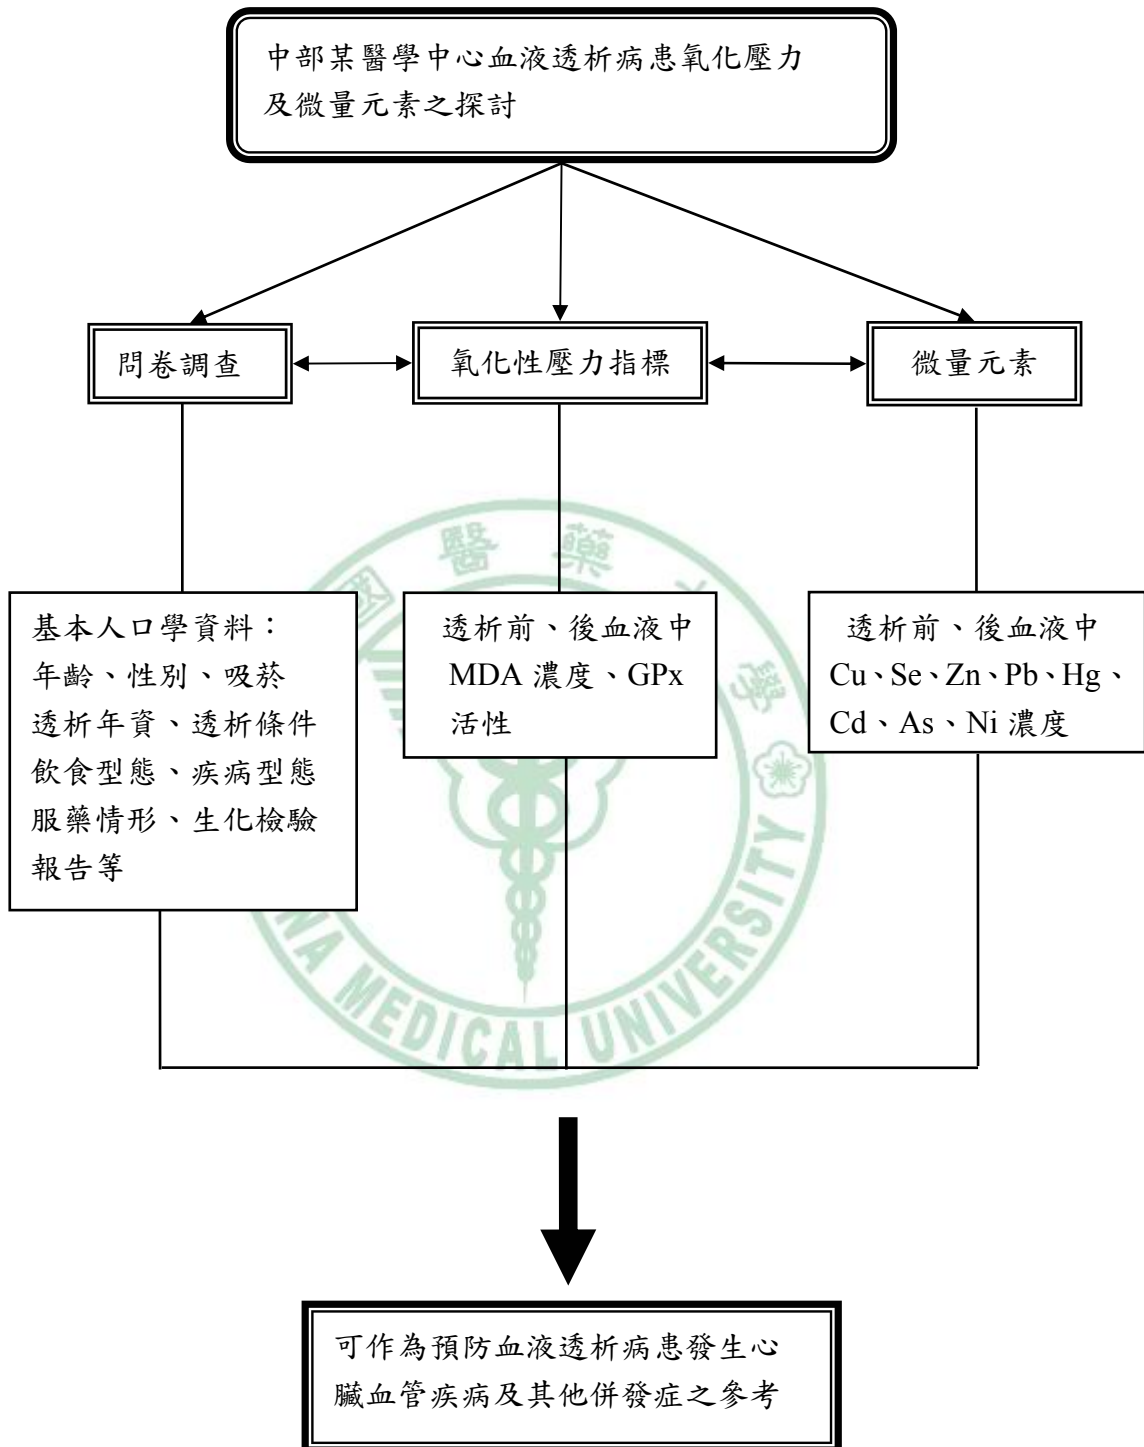 中部某醫學中心血液透析病患氧化壓力
及微量元素之探討
問卷調查
氧化性壓力指標
微量元素
基本人口學資料：
年齡、性別、吸菸
透析年資、透析條件
飲食型態、疾病型態
服藥情形、生化檢驗
報告等
透析前、後血液中
MDA 濃度、GPx
活性
透析前、後血液中
Cu、Se、Zn、Pb、Hg、
Cd、As、Ni 濃度
國醫藥 學
NA MEDICAL UNIVERSITY
可作為預防血液透析病患發生心
臟血管疾病及其他併發症之參考